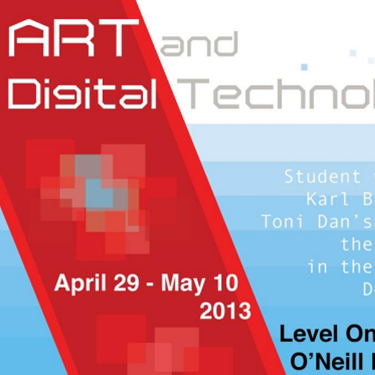 ART and
Digital Technol
Student
Karl B
Toni Dan's
the
in the
D
April 29 - May 10
2013
Level On
O'Neill